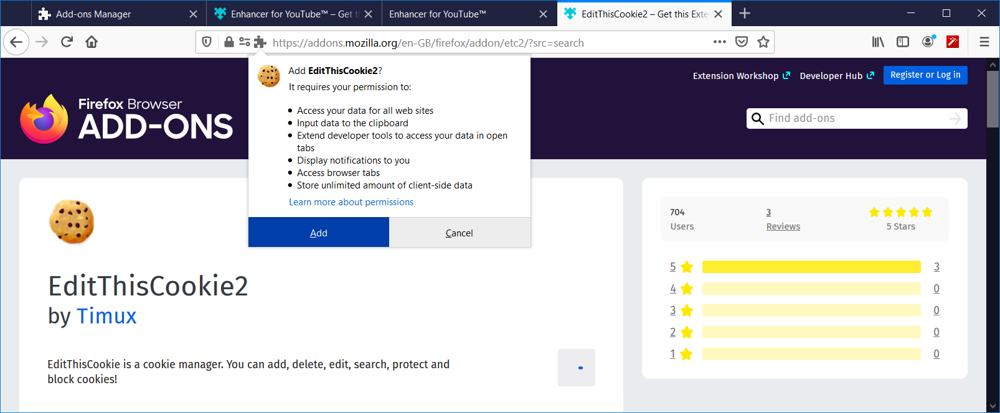 Add-ons Manager
Enhancer for YouTube™ – Get t
Enhancer for YouTube™
EditThisCookie2 – Get this Exte
https://addons.mozilla.org/en-GB/firefox/addon/etc2/?src=search
Add EditThisCookie2?
It requires your permission to:
Access your data for all web sites
Input data to the clipboard
Extend developer tools to access your data in open
tabs
Display notifications to you
Access browser tabs
Store unlimited amount of client-side data
Learn more about permissions
Add
Cancel
Extension Workshop
Developer Hub
Register or Log in
Firefox Browser
ADD-ONS
Find add-ons
EditThisCookie2
by Timux
EditThisCookie is a cookie manager. You can add, delete, edit, search, protect and
block cookies!
704
Users
3
Reviews
5 Stars
5 3
4 0
3 0
2 0
1 0